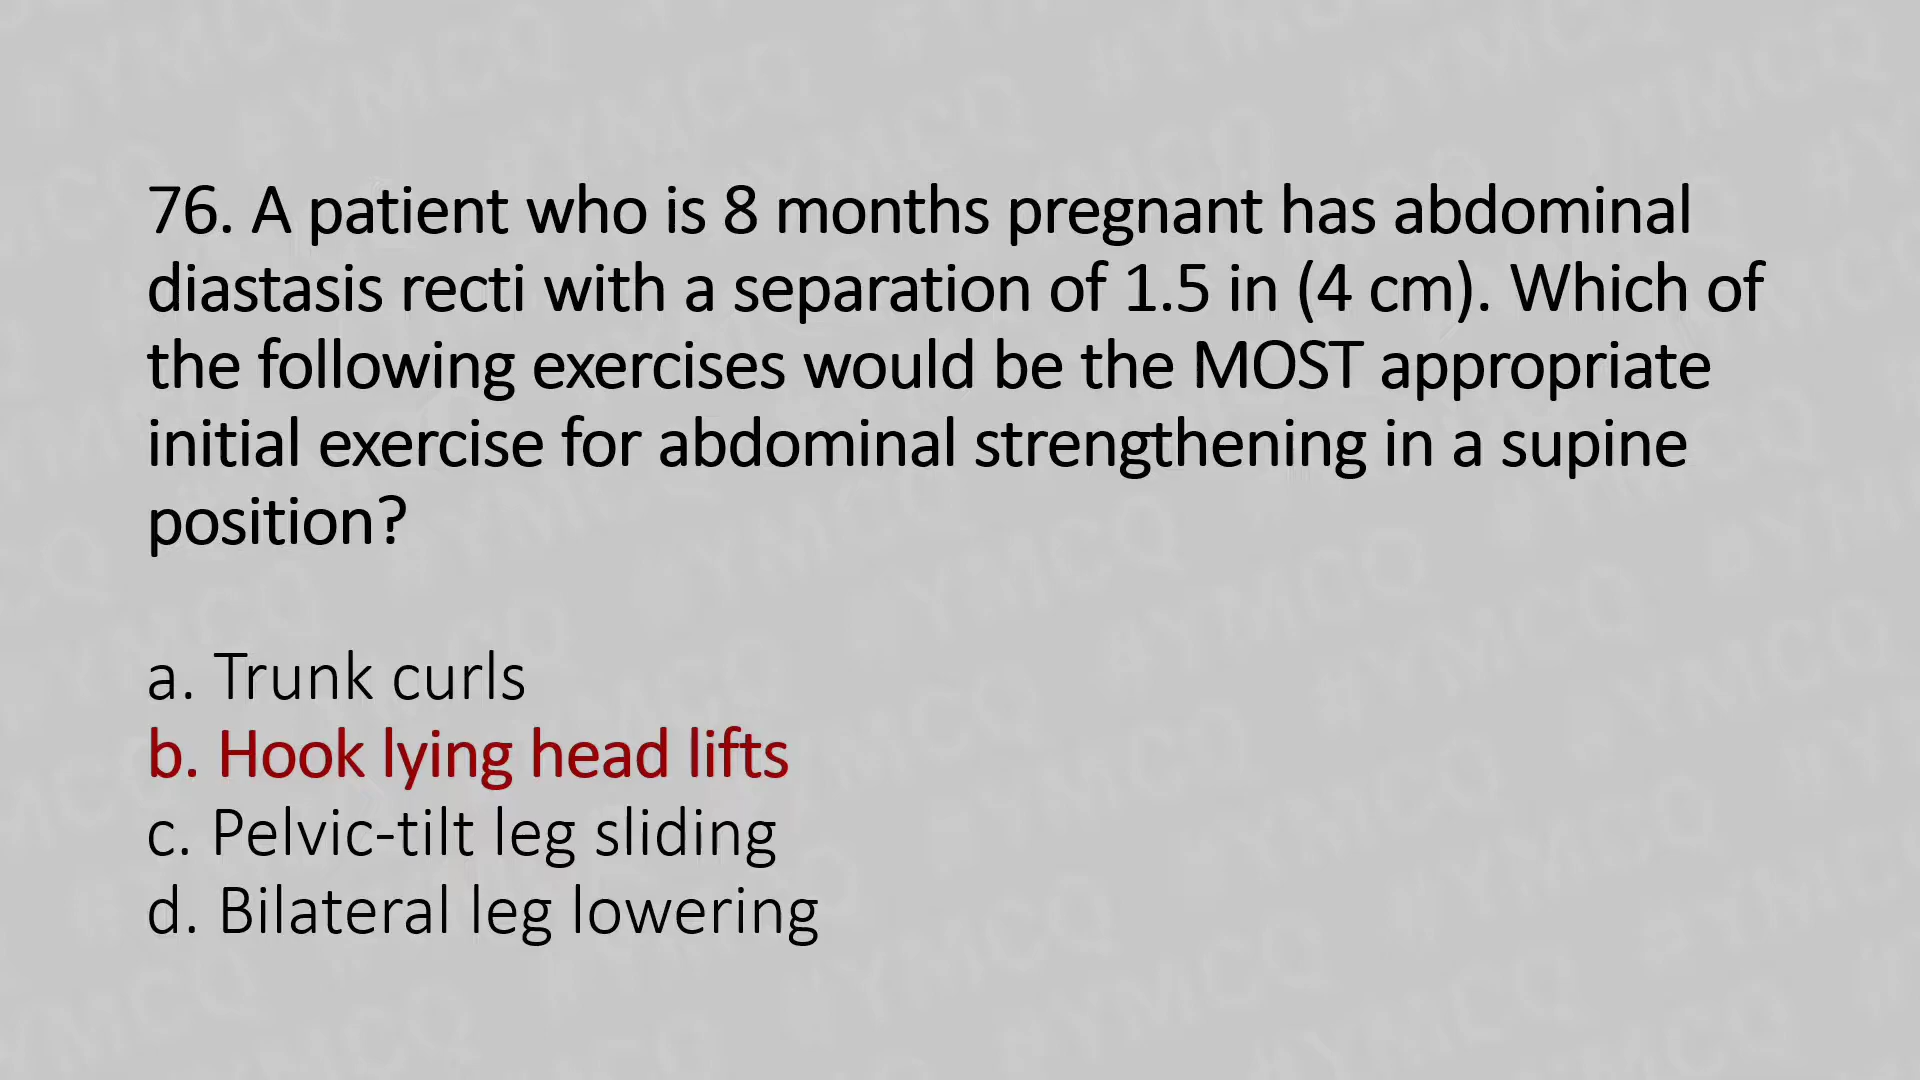 76. A patient who is 8 months pregnant has abdominal
diastasis recti with a separation of 1.5 in (4 cm). Which of
the following exercises would be the MOST appropriate
initial exercise for abdominal strengthening in a supine
position?
a. Trunk curls
b. Hook lying head lifts
c. Pelvic-tilt leg sliding
d. Bilateral leg lowering